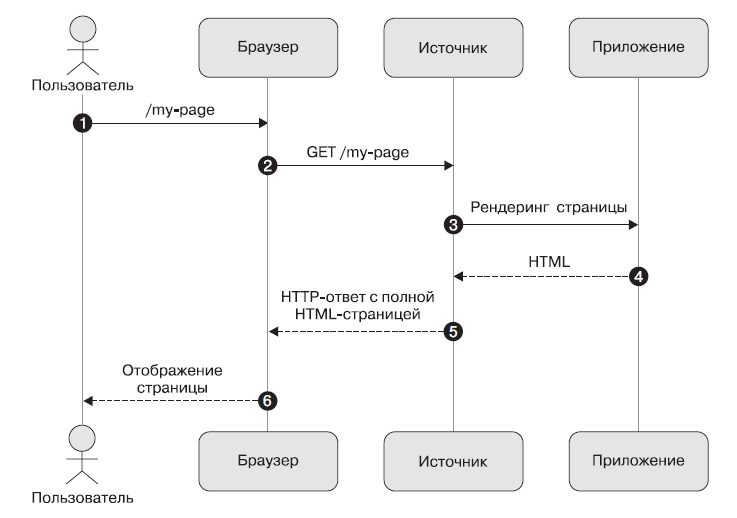 Браузер
Источник
Приложение
Пользователь
/my-page
1
GET /my-page
2
Рендеринг страницы
3
HTML
4
HTTP-ответ с полной
HTML-страницей
5
Отображение
страницы
6
Браузер
Источник
Приложение
Пользователь